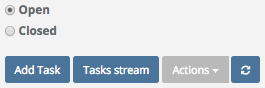 Open
Closed
Add Task Tasks stream Actions